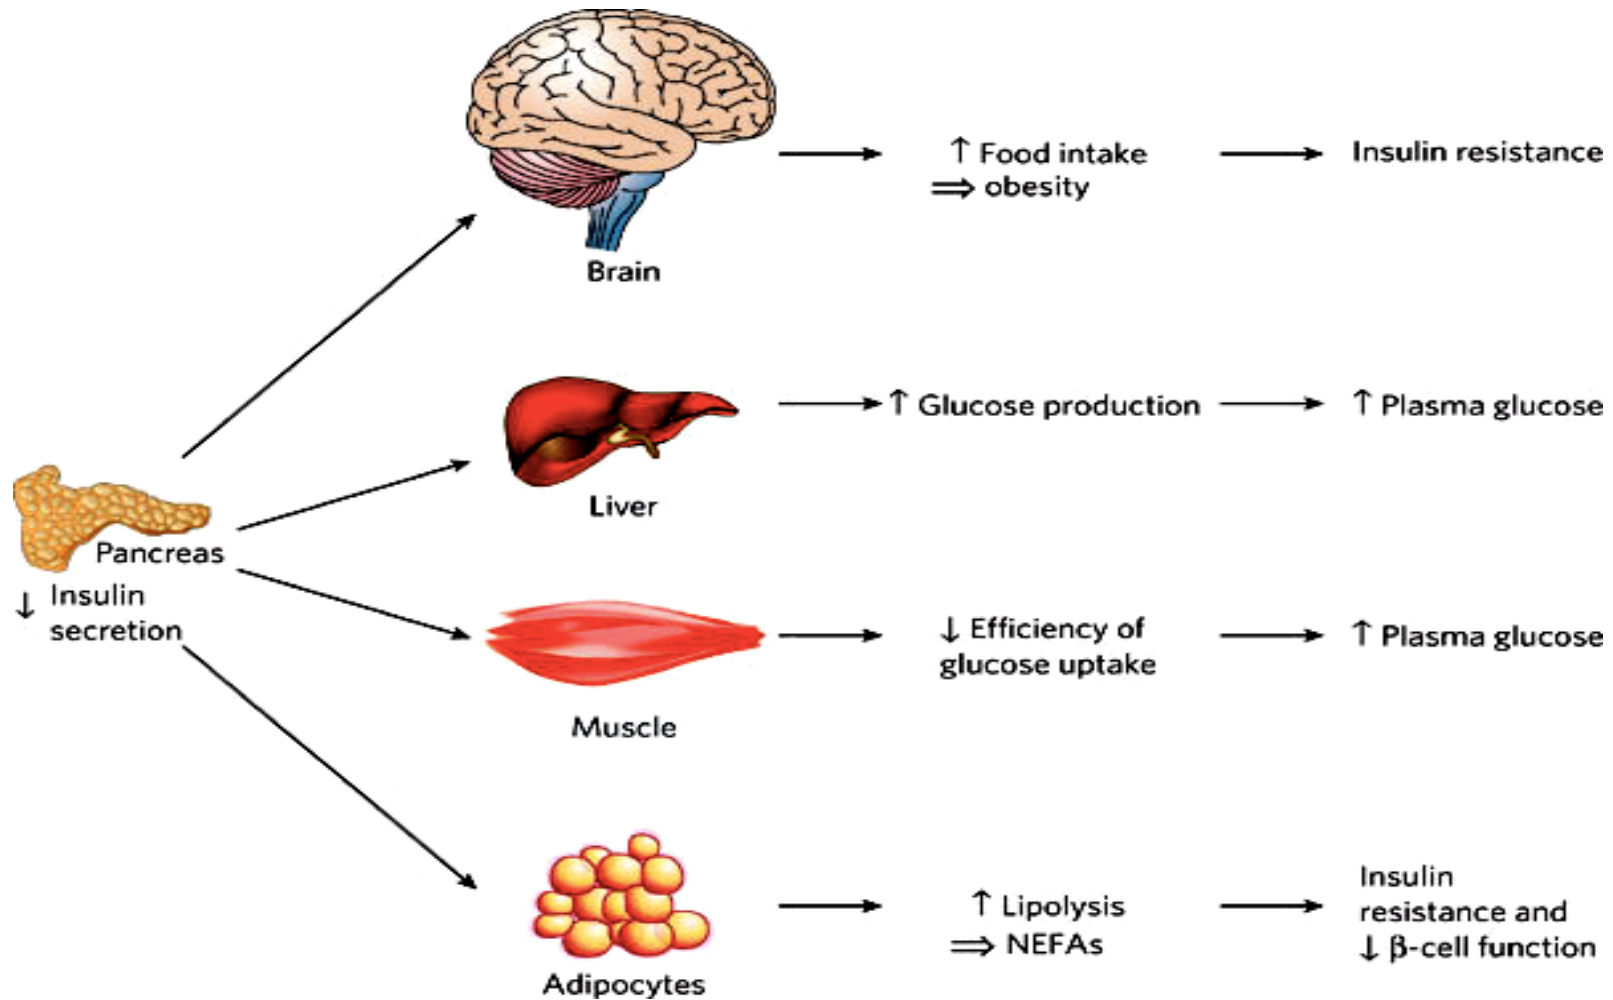 ↑ Food intake
⇒ obesity
Insulin resistance
Brain
↑ Glucose production
↑ Plasma glucose
Liver
Pancreas
↓ Insulin
secretion
↓ Efficiency of
glucose uptake
↑ Plasma glucose
Muscle
↑ Lipolysis
⇒ NEFAs
Insulin
resistance and
↓ β-cell function
Adipocytes